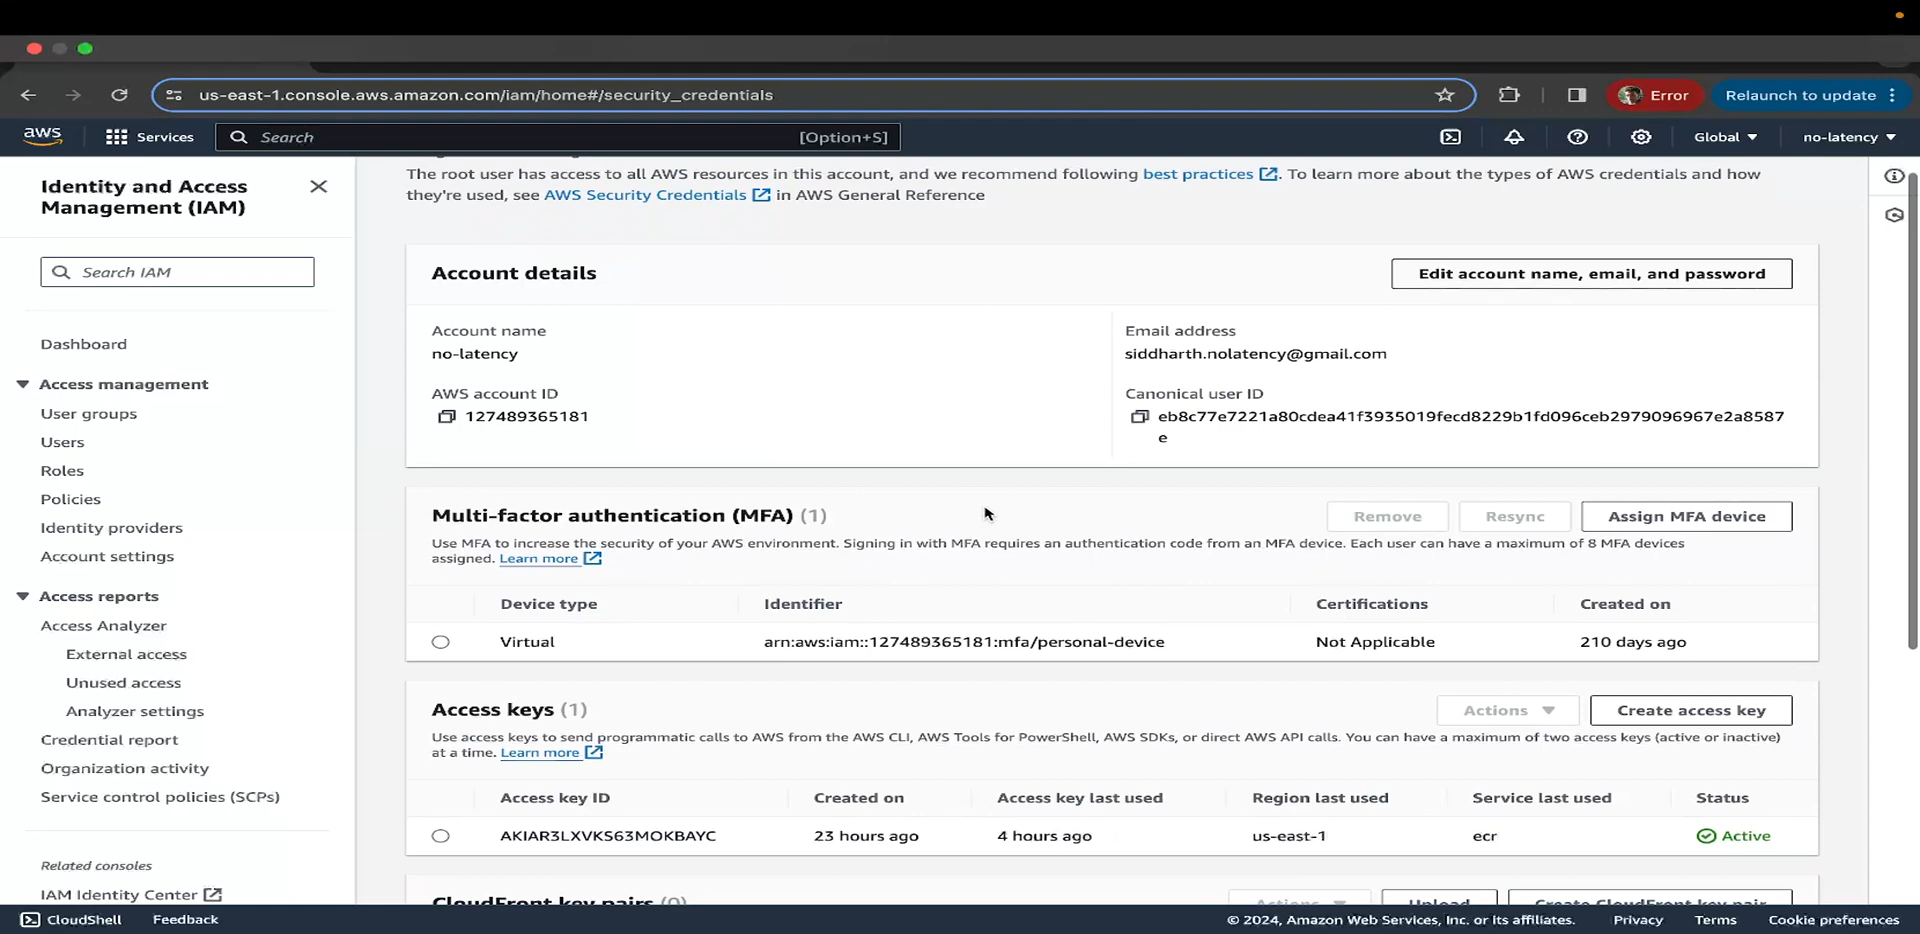 us-east-1.console.aws.amazon.com/iam/home#/security_credentials
Error
Relaunch to update
aws
Services
Search
[Option+S]
Global
no-latency
Identity and Access
Management (IAM)
Search IAM
Dashboard
Access management
User groups
Users
Roles
Policies
Identity providers
Account settings
Access reports
Access Analyzer
External access
Unused access
Analyzer settings
Credential report
Organization activity
Service control policies (SCPs)
Related consoles
IAM Identity Center
The root user has access to all AWS resources in this account, and we recommend following best practices. To learn more about the types of AWS credentials and how
they're used, see AWS Security Credentials in AWS General Reference
Account details
Edit account name, email, and password
Account name
no-latency
Email address
siddharth.nolatency@gmail.com
AWS account ID
127489365181
Canonical user ID
eb8c77e7221a80cdea41f3935019fecd8229b1fd096ceb2979096967e2a8587
e
Multi-factor authentication (MFA) (1)
Remove
Resync
Assign MFA device
Use MFA to increase the security of your AWS environment. Signing in with MFA requires an authentication code from an MFA device. Each user can have a maximum of 8 MFA devices
assigned. Learn more
Device type Identifier Certifications Created on
Virtual arn:aws:iam::127489365181:mfa/personal-device Not Applicable 210 days ago
Access keys (1)
Actions
Create access key
Use access keys to send programmatic calls to AWS from the AWS CLI, AWS Tools for PowerShell, AWS SDKs, or direct AWS API calls. You can have a maximum of two access keys (active or inactive)
at a time. Learn more
Access key ID Created on Access key last used Region last used Service last used Status
AKIAR3LXVKS63MOKBAYC 23 hours ago 4 hours ago us-east-1 ecr Active
CloudFront key pairs (0)
Actions
Upload
Create CloudFront key pair
CloudShell
Feedback
© 2024, Amazon Web Services, Inc. or its affiliates.
Privacy
Terms
Cookie preferences